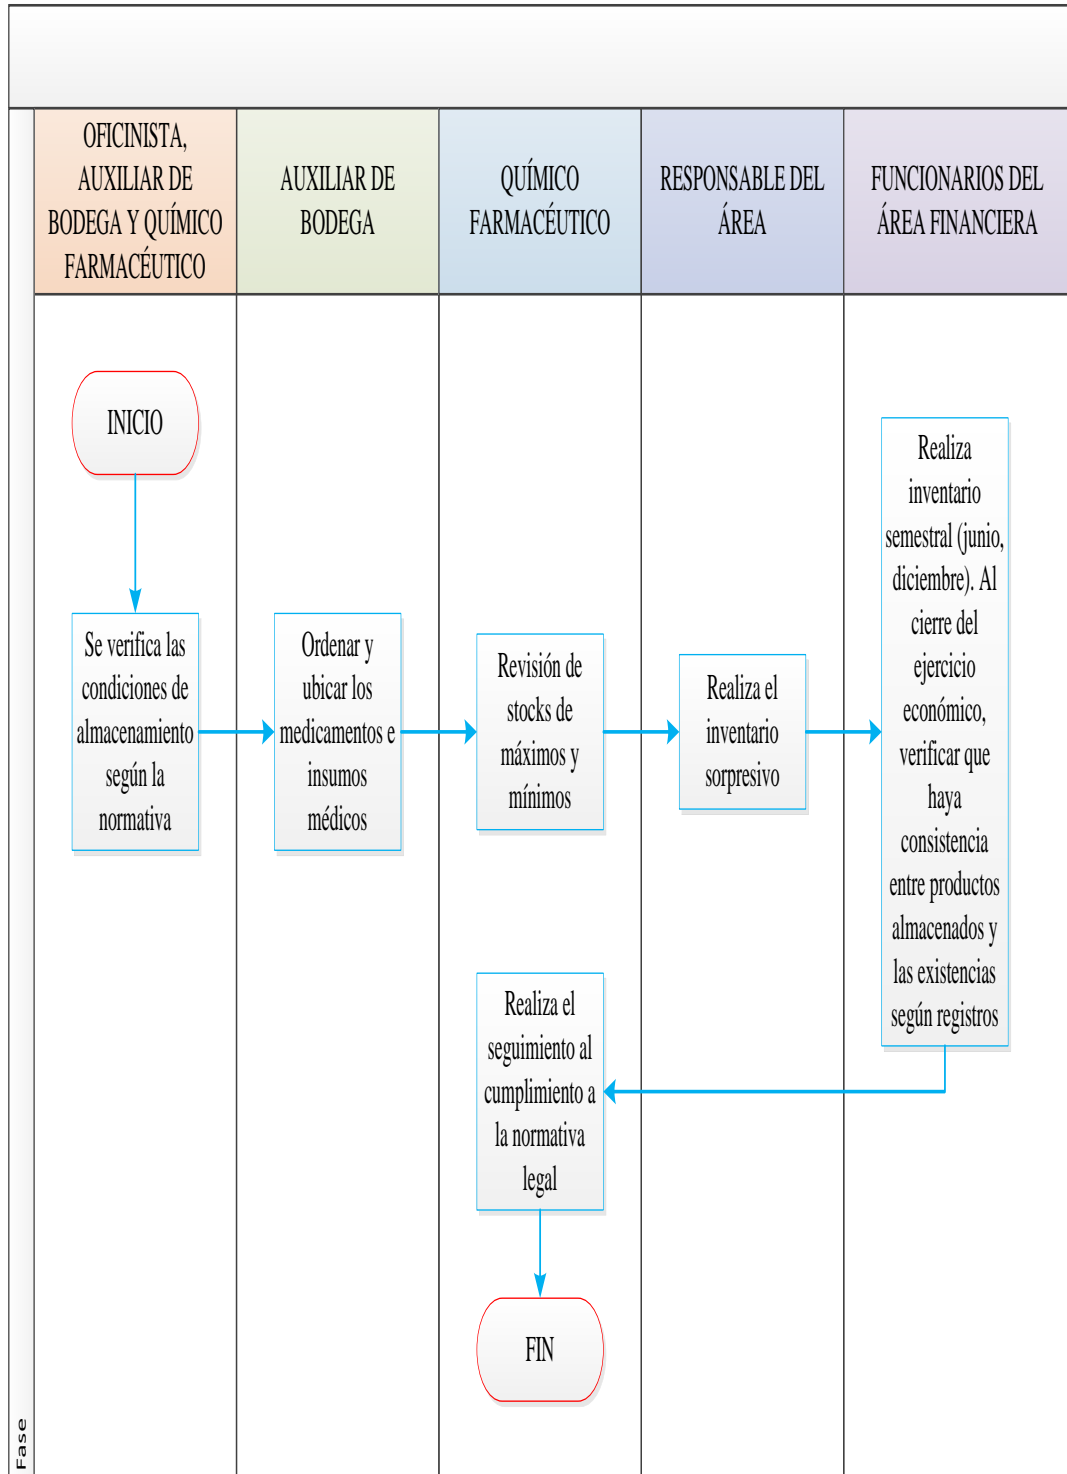 OFICINISTA,
AUXILIAR DE
BODEGA Y QUÍMICO
FARMACÉUTICO
AUXILIAR DE
BODEGA
QUÍMICO
FARMACÉUTICO
RESPONSABLE DEL
ÁREA
FUNCIONARIOS DEL
ÁREA FINANCIERA
INICIO
Se verifica las
condiciones de
almacenamiento
según la
normativa
Ordenar y
ubicar los
medicamentos e
insumos
médicos
Revisión de
stocks de
máximos y
mínimos
Realiza el
inventario
sorpresivo
Realiza
inventario
semestral (junio,
diciembre). Al
cierre del
ejercicio
económico,
verificar que
haya
consistencia
entre productos
almacenados y
las existencias
según registros
Realiza el
seguimiento al
cumplimiento a
la normativa
legal
FIN
Fase